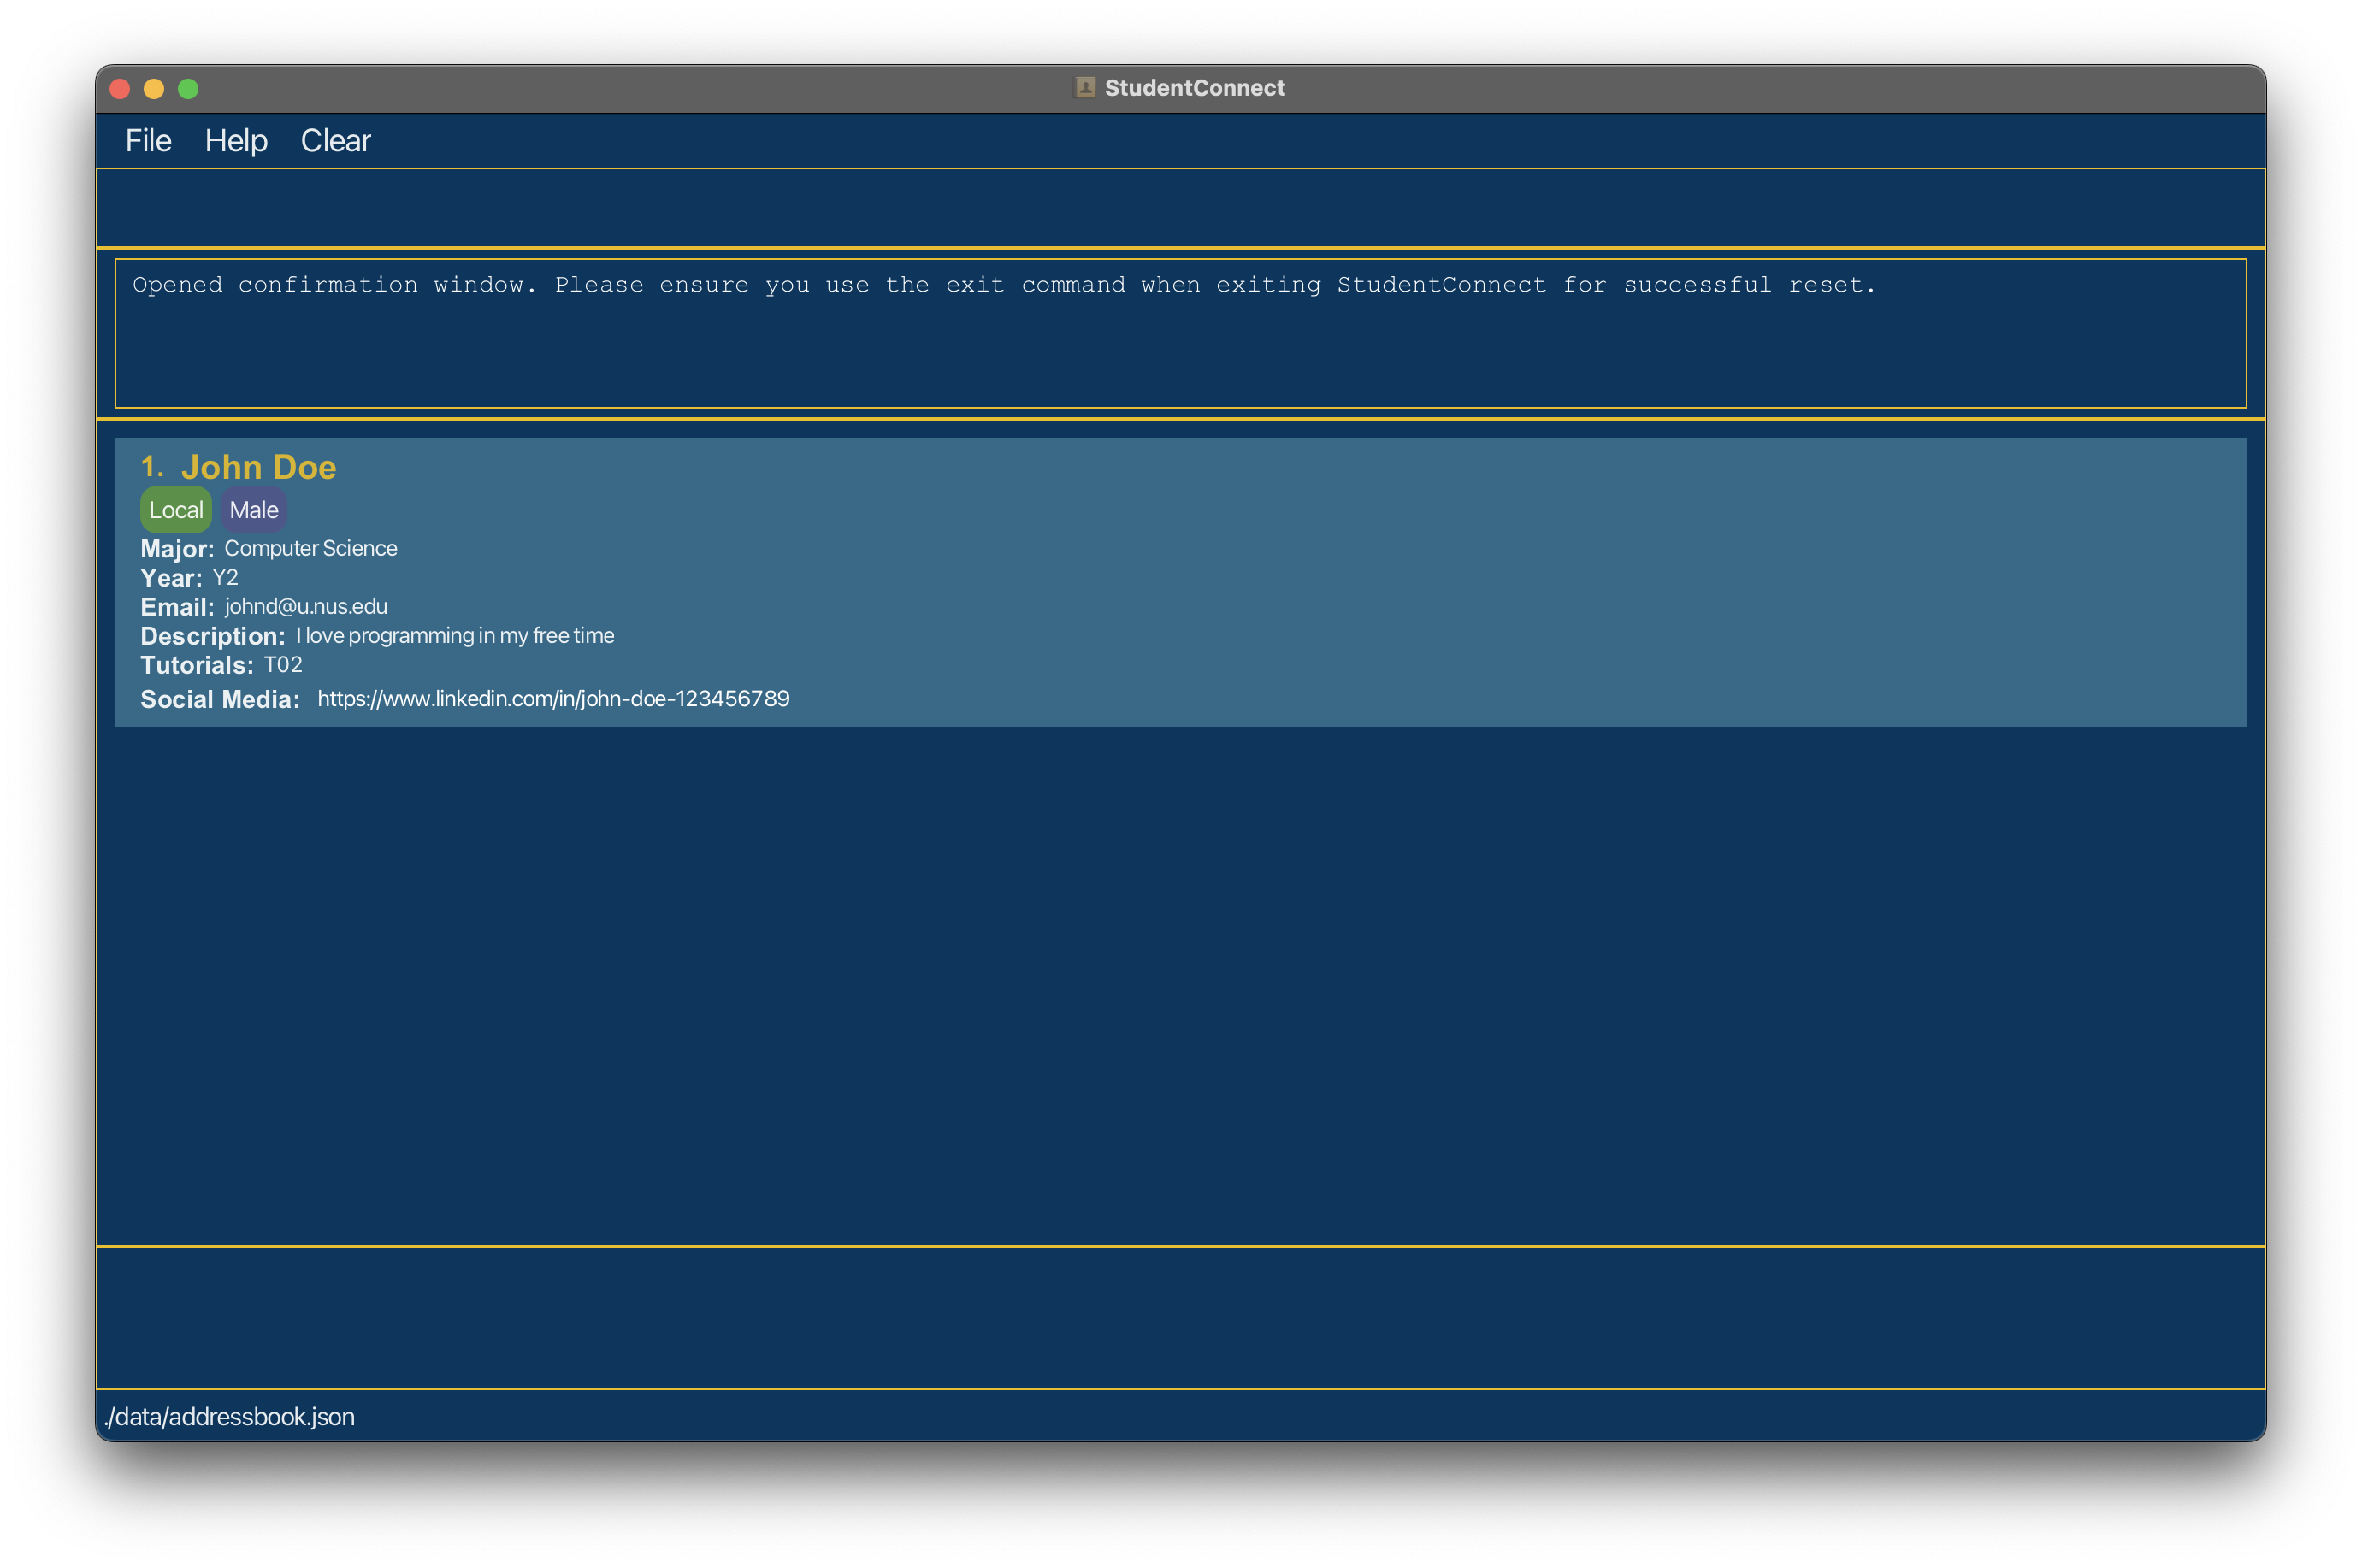 StudentConnect
File Help Clear
Opened confirmation window. Please ensure you use the exit command when exiting StudentConnect for successful reset.
1. John Doe
Local Male
Major: Computer Science
Year: Y2
Email: johnd@u.nus.edu
Description: I love programming in my free time
Tutorials: T02
Social Media: https://www.linkedin.com/in/john-doe-123456789
./data/addressbook.json